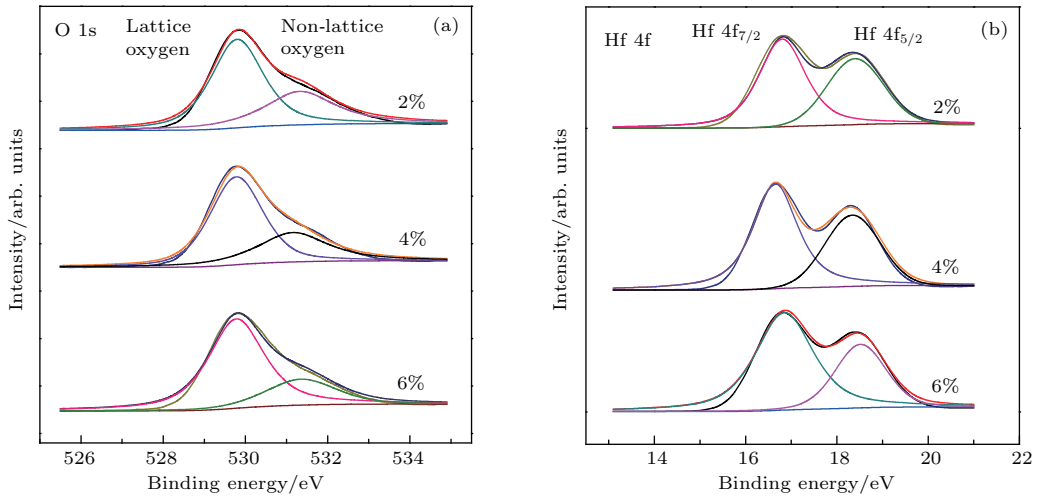 O 1s
Lattice
oxygen
Non-lattice
oxygen
(a)
2%
4%
6%
Intensity/arb. units
526 528 530 532 534
Binding energy/eV
Hf 4f
Hf 4f7/2
Hf 4f5/2
(b)
2%
4%
6%
Intensity/arb. units
14 16 18 19 20 21 22
Binding energy/eV